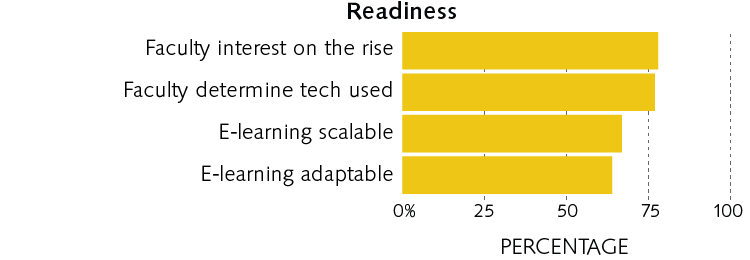 Readiness
Faculty interest on the rise
Faculty determine tech used
E-learning scalable
E-learning adaptable
0% 25 50 75 100
PERCENTAGE